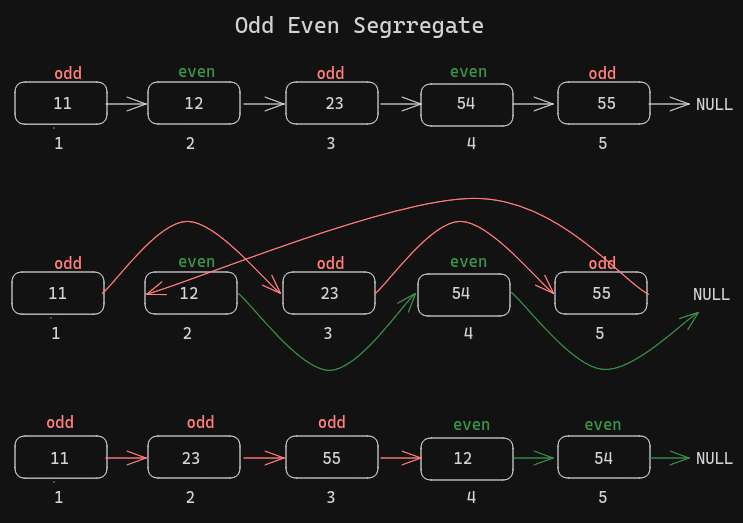 Odd Even Segrregate
odd even odd even odd
11 12 23 54 55 NULL
1 2 3 4 5
odd even odd even odd
11 12 23 54 55 NULL
1 2 3 4 5
odd odd odd even even
11 23 55 12 54 NULL
1 2 3 4 5